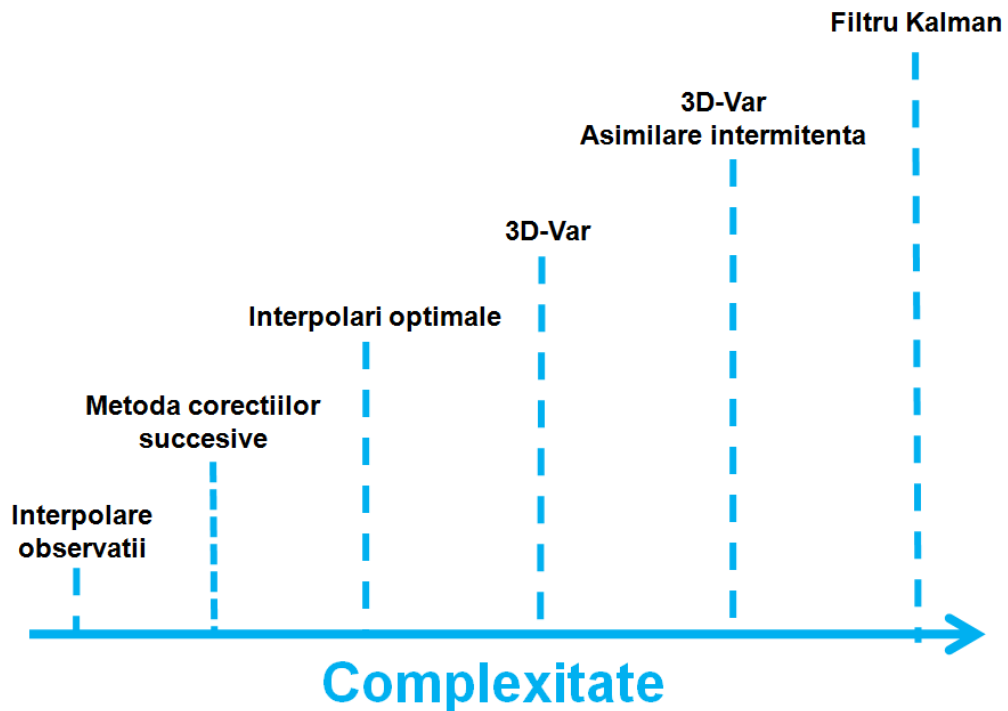 Filtru Kalman
3D-Var
Asimilare intermitenta
3D-Var
Interpolari optimale
Metoda corectiilor
succesive
Interpolare
observatii
Complexitate